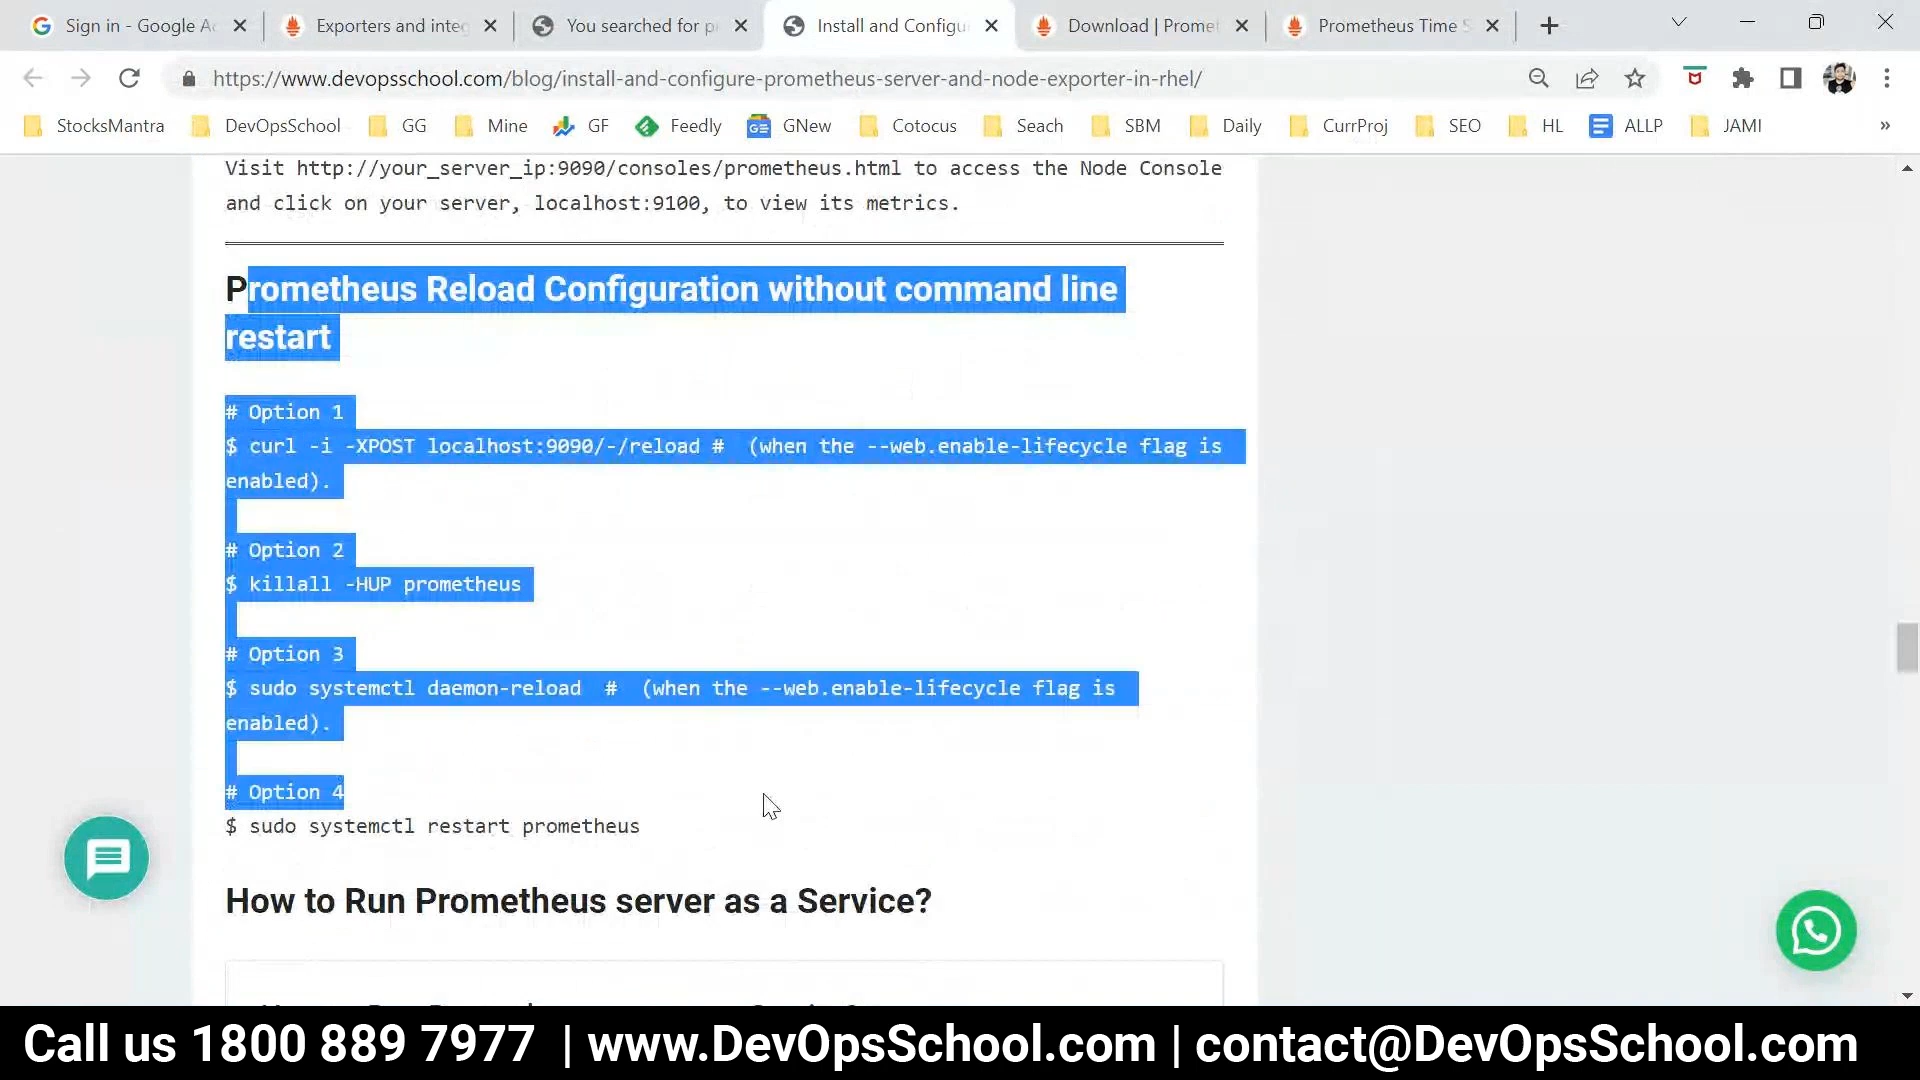 Sign in - Google Ac
Exporters and integ
You searched for p
Install and Configu
Download | Promet
Prometheus Time S
https://www.devopsschool.com/blog/install-and-configure-prometheus-server-and-node-exporter-in-rhel/
StocksMantra
DevOpsSchool
GG
Mine
GF
Feedly
GNew
Cotocus
Seach
SBM
Daily
CurrProj
SEO
HL
ALLP
JAMI
»
Visit http://your_server_ip:9090/consoles/prometheus.html to access the Node Console
and click on your server, localhost:9100, to view its metrics.
Prometheus Reload Configuration without command line
restart
# Option 1
$ curl -i -XPOST localhost:9090/-/reload #  (when the --web.enable-lifecycle flag is
enabled).
# Option 2
$ killall -HUP prometheus
# Option 3
$ sudo systemctl daemon-reload  #  (when the --web.enable-lifecycle flag is
enabled).
# Option 4
$ sudo systemctl restart prometheus
How to Run Prometheus server as a Service?
Call us 1800 889 7977 | www.DevOpsSchool.com | contact@DevOpsSchool.com